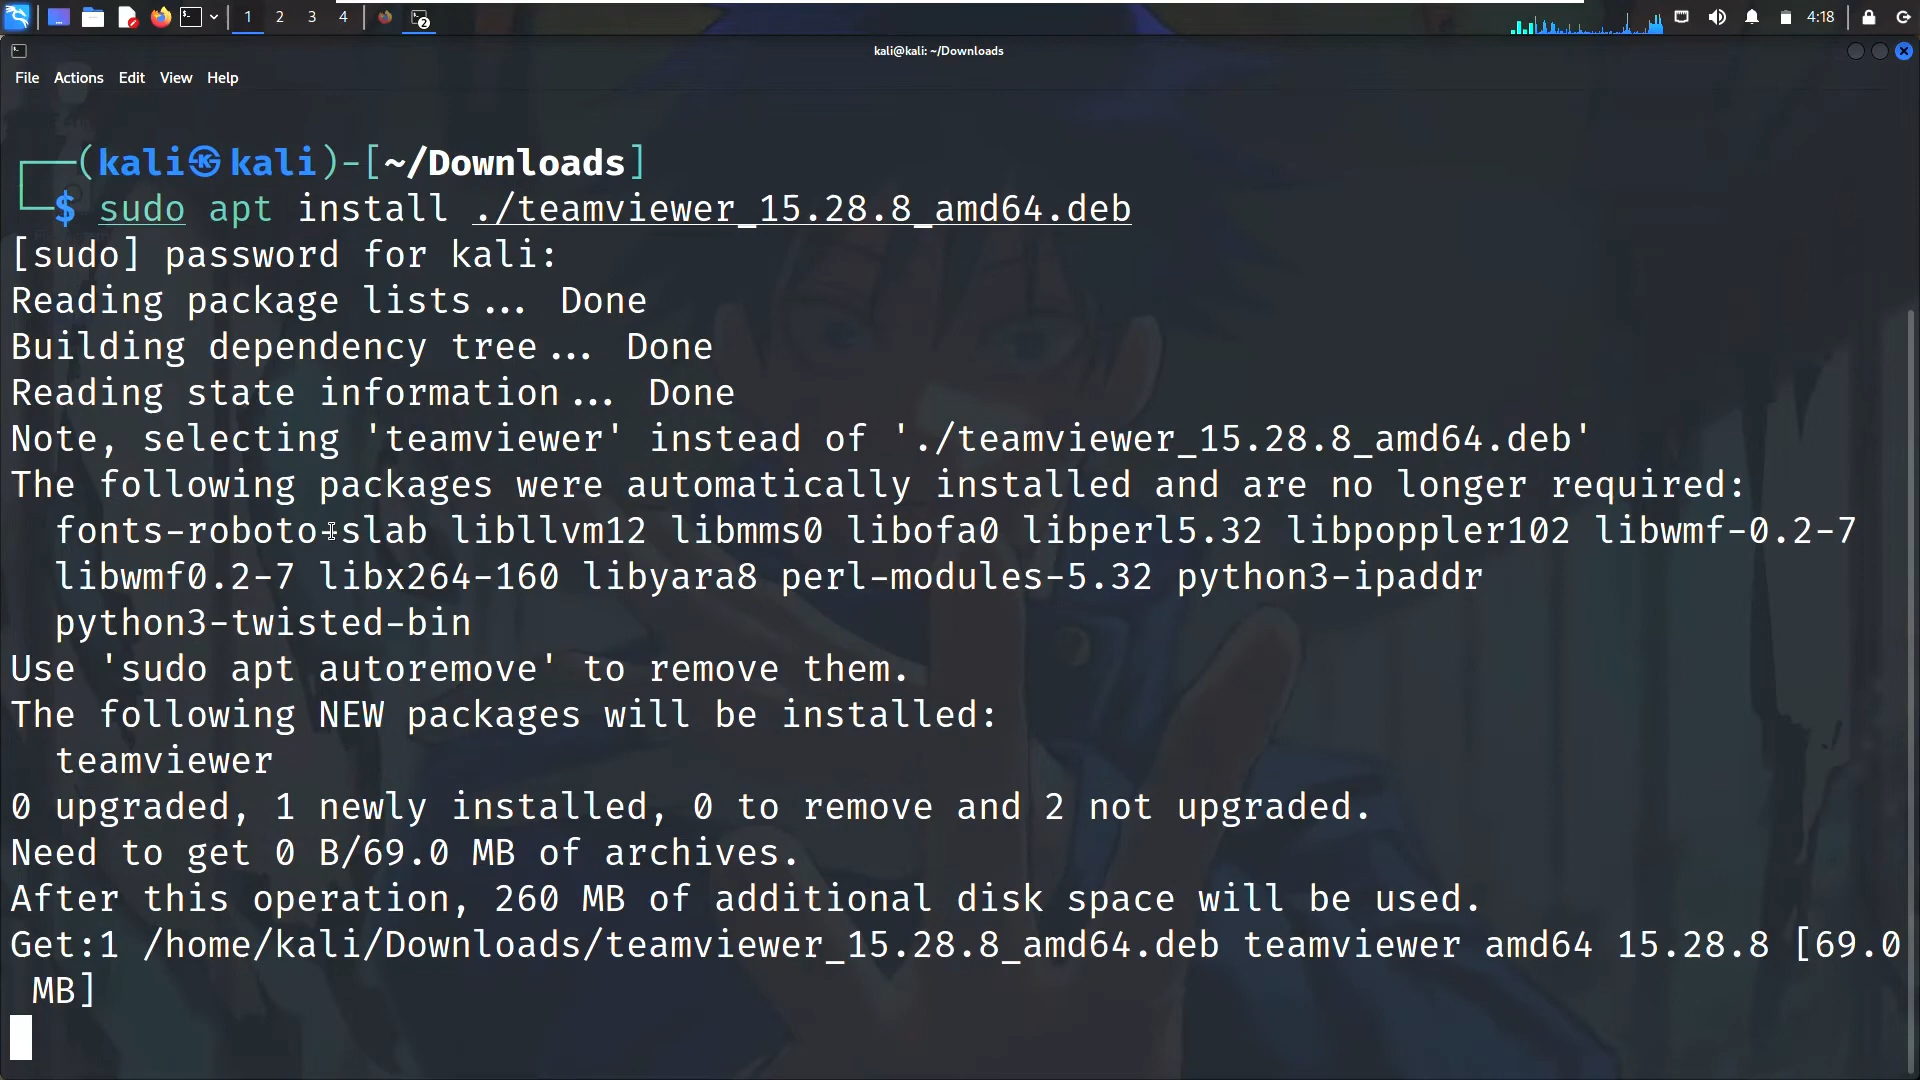 1 2 3 4 2 4:18
kali@kali: ~/Downloads
File Actions Edit View Help
┌──(kali㉿kali)-[~/Downloads]
└─$ sudo apt install ./teamviewer_15.28.8_amd64.deb
[sudo] password for kali:
Reading package lists... Done
Building dependency tree... Done
Reading state information... Done
Note, selecting 'teamviewer' instead of './teamviewer_15.28.8_amd64.deb'
The following packages were automatically installed and are no longer required:
fonts-roboto-slab libllvm12 libmms0 libofa0 libperl5.32 libpoppler102 libwmf-0.2-7
libwmf0.2-7 libx264-160 libyara8 perl-modules-5.32 python3-ipaddr
python3-twisted-bin
Use 'sudo apt autoremove' to remove them.
The following NEW packages will be installed:
teamviewer
0 upgraded, 1 newly installed, 0 to remove and 2 not upgraded.
Need to get 0 B/69.0 MB of archives.
After this operation, 260 MB of additional disk space will be used.
Get:1 /home/kali/Downloads/teamviewer_15.28.8_amd64.deb teamviewer amd64 15.28.8 [69.0
MB]